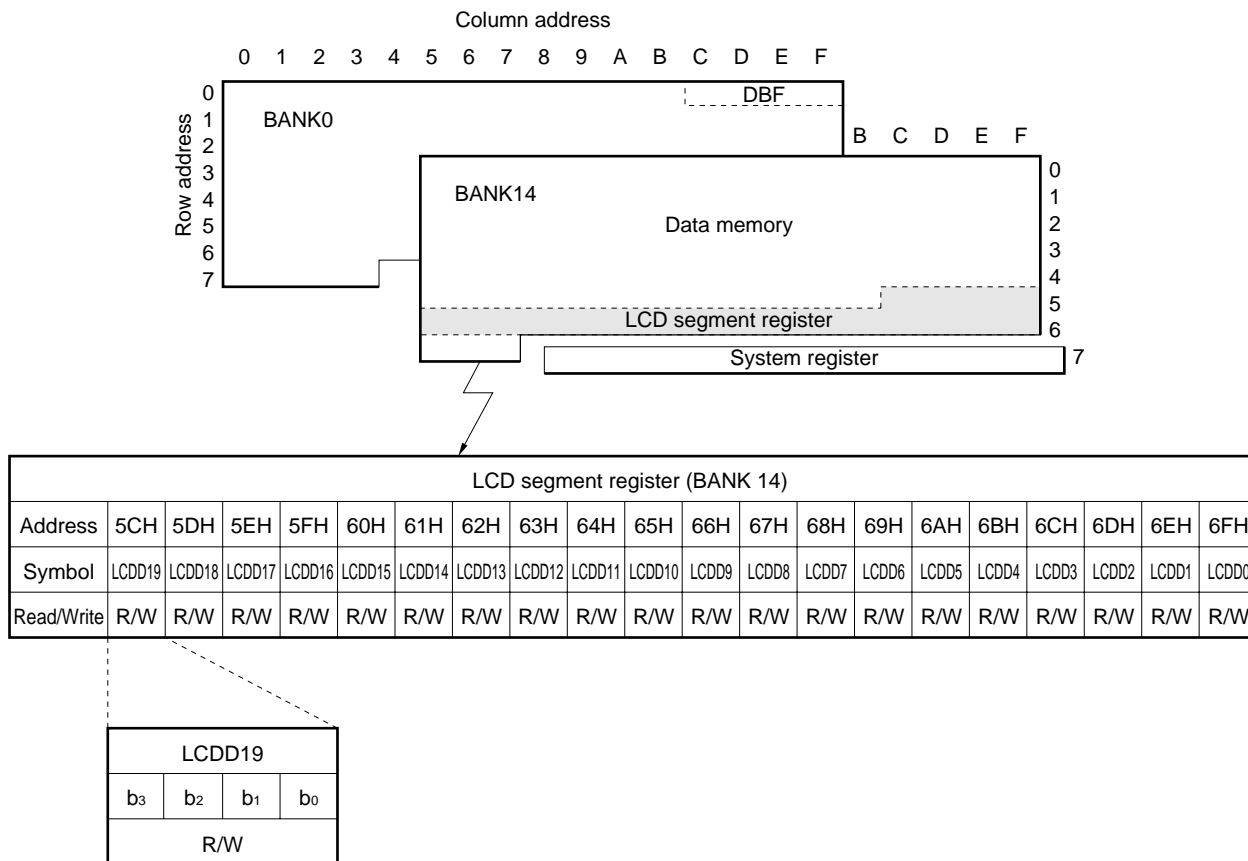 Column address
0 1 2 3 4 5 6 7 8 9 A B C D E F
Row address
0
1
2
3
4
5
6
7
BANK0
DBF
B C D E F
BANK14
Data memory
0
1
2
3
4
5
6
LCD segment register
System register
7
LCD segment register (BANK 14)
Address 5CH 5DH 5EH 5FH 60H 61H 62H 63H 64H 65H 66H 67H 68H 69H 6AH 6BH 6CH 6DH 6EH 6FH
Symbol LCDD19 LCDD18 LCDD17 LCDD16 LCDD15 LCDD14 LCDD13 LCDD12 LCDD11 LCDD10 LCDD9 LCDD8 LCDD7 LCDD6 LCDD5 LCDD4 LCDD3 LCDD2 LCDD1 LCDD0
Read/Write R/W R/W R/W R/W R/W R/W R/W R/W R/W R/W R/W R/W R/W R/W R/W R/W R/W R/W R/W R/W
LCDD19
b3 b2 b1 b0
R/W